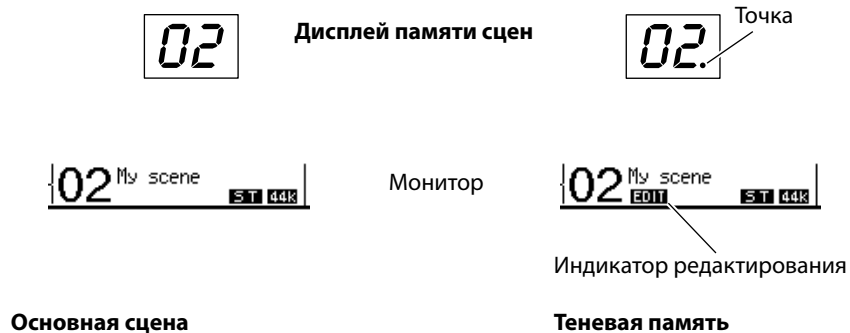 Точка
02 Дисплей памяти сцен 02.
02 My scene ST 44k Монитор 02 My scene EDIT ST 44k
Индикатор редактирования
Основная сцена Теневая память